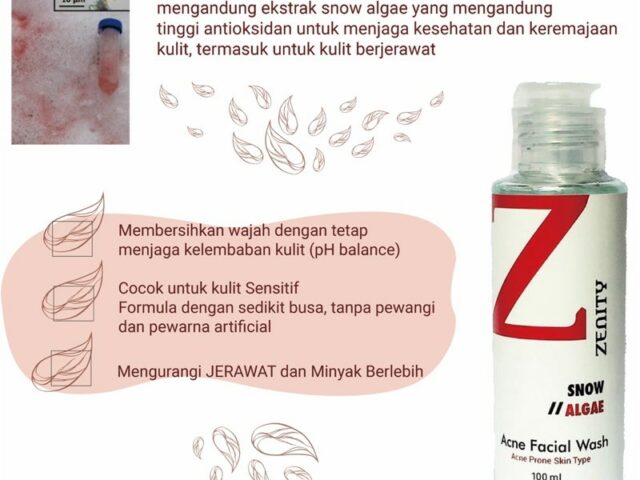 10 µm
mengandung ekstrak snow algae yang mengandung
tinggi antioksidan untuk menjaga kesehatan dan keremajaan
kulit, termasuk untuk kulit berjerawat
Membersihkan wajah dengan tetap
menjaga kelembaban kulit (pH balance)
Cocok untuk kulit Sensitif
Formula dengan sedikit busa, tanpa pewangi
dan pewarna artificial
Mengurangi JERAWAT dan Minyak Berlebih
Z
ZENITY
SNOW
// ALGAE
Acne Facial Wash
Acne Prone Skin Type
100 ml